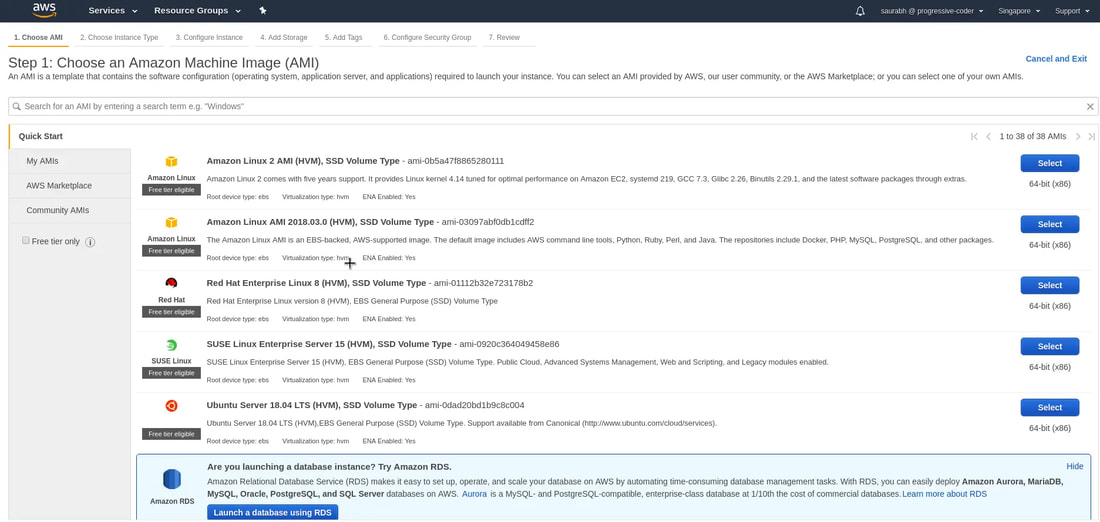 aws Services Resource Groups saurabh @ progressive-coder Singapore Support
1. Choose AMI 2. Choose Instance Type 3. Configure Instance 4. Add Storage 5. Add Tags 6. Configure Security Group 7. Review
Step 1: Choose an Amazon Machine Image (AMI) Cancel and Exit
An AMI is a template that contains the software configuration (operating system, application server, and applications) required to launch your instance. You can select an AMI provided by AWS, our user community, or the AWS Marketplace; or you can select one of your own AMIs.
Search for an AMI by entering a search term e.g. "Windows"
Quick Start 1 to 38 of 38 AMIs
My AMIs
AWS Marketplace
Community AMIs
Free tier only
Amazon Linux
Free tier eligible
Amazon Linux 2 AMI (HVM), SSD Volume Type - ami-0b5a47f8865280111
Amazon Linux 2 comes with five years support. It provides Linux kernel 4.14 tuned for optimal performance on Amazon EC2, systemd 219, GCC 7.3, Glibc 2.26, Binutils 2.29.1, and the latest software packages through extras.
Root device type: ebs Virtualization type: hvm ENA Enabled: Yes
Select
64-bit (x86)
Amazon Linux
Free tier eligible
Amazon Linux AMI 2018.03.0 (HVM), SSD Volume Type - ami-03097abf0db1cdff2
The Amazon Linux AMI is an EBS-backed, AWS-supported image. The default image includes AWS command line tools, Python, Ruby, Perl, and Java. The repositories include Docker, PHP, MySQL, PostgreSQL, and other packages.
Root device type: ebs Virtualization type: hvm ENA Enabled: Yes
Select
64-bit (x86)
Red Hat
Free tier eligible
Red Hat Enterprise Linux 8 (HVM), SSD Volume Type - ami-01112b32e723178b2
Red Hat Enterprise Linux version 8 (HVM), EBS General Purpose (SSD) Volume Type
Root device type: ebs Virtualization type: hvm ENA Enabled: Yes
Select
64-bit (x86)
SUSE Linux
Free tier eligible
SUSE Linux Enterprise Server 15 (HVM), SSD Volume Type - ami-0920c364049458e86
SUSE Linux Enterprise Server 15 (HVM), EBS General Purpose (SSD) Volume Type. Public Cloud, Advanced Systems Management, Web and Scripting, and Legacy modules enabled.
Root device type: ebs Virtualization type: hvm ENA Enabled: Yes
Select
64-bit (x86)
Free tier eligible
Ubuntu Server 18.04 LTS (HVM), SSD Volume Type - ami-0dad20bd1b9c8c004
Ubuntu Server 18.04 LTS (HVM),EBS General Purpose (SSD) Volume Type. Support available from Canonical (http://www.ubuntu.com/cloud/services).
Root device type: ebs Virtualization type: hvm ENA Enabled: Yes
Select
64-bit (x86)
Amazon RDS
Are you launching a database instance? Try Amazon RDS. Hide
Amazon Relational Database Service (RDS) makes it easy to set up, operate, and scale your database on AWS by automating time-consuming database management tasks. With RDS, you can easily deploy Amazon Aurora, MariaDB,
MySQL, Oracle, PostgreSQL, and SQL Server databases on AWS. Aurora is a MySQL- and PostgreSQL-compatible, enterprise-class database at 1/10th the cost of commercial databases. Learn more about RDS
Launch a database using RDS